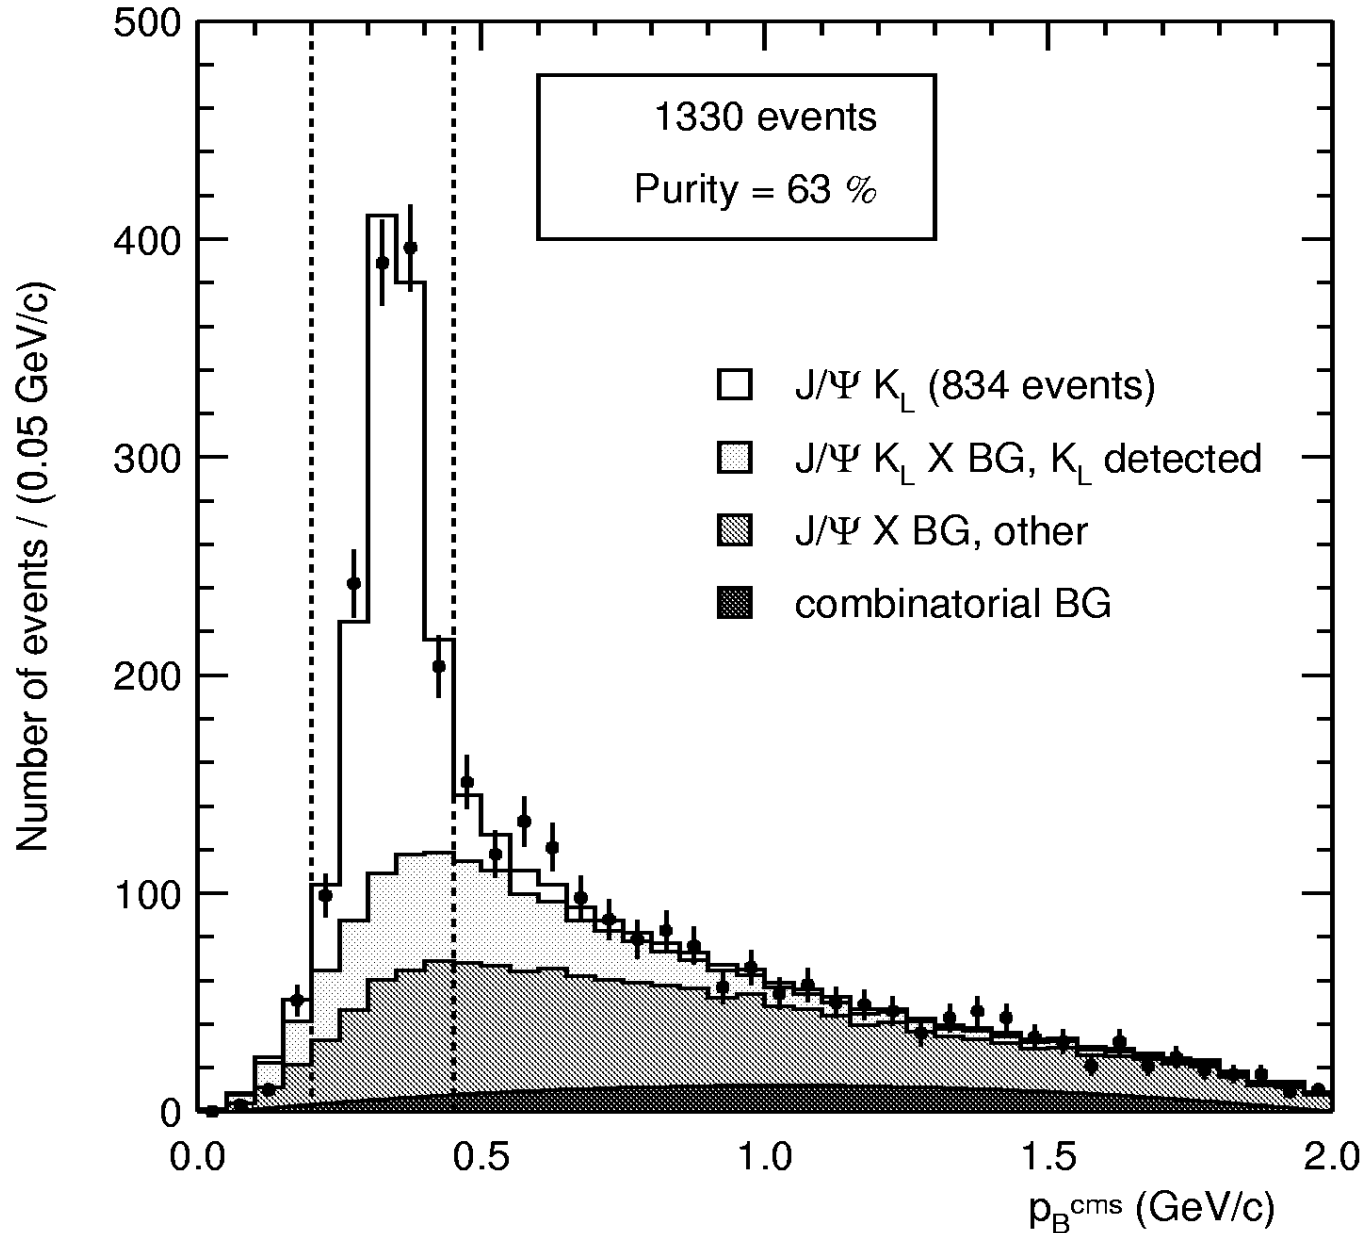 500
400
300
200
100
0
Number of events / (0.05 GeV/c)
1330 events
Purity = 63 %
J/Ψ K_L (834 events)
J/Ψ K_L X BG, K_L detected
J/Ψ X BG, other
combinatorial BG
0.0 0.5 1.0 1.5 2.0
p_B^cms (GeV/c)